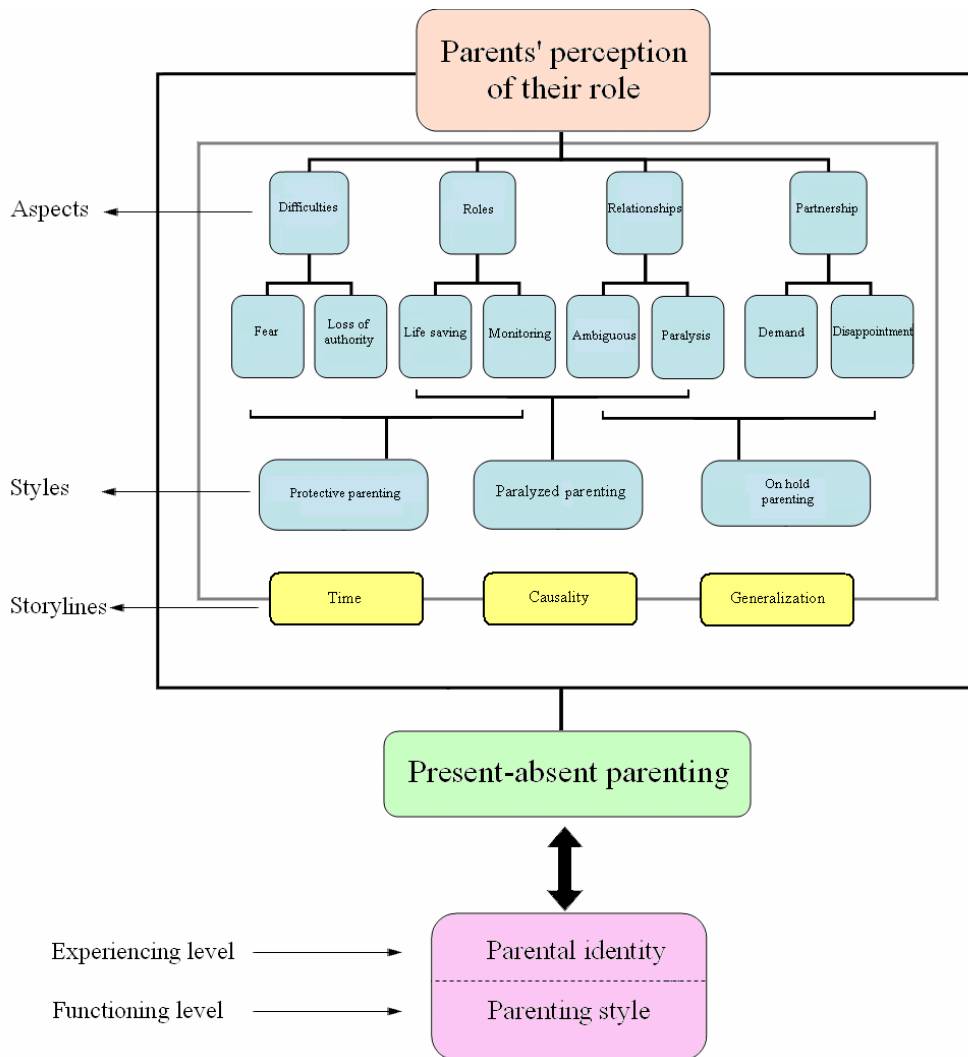 Parents' perception
of their role
Aspects
Difficulties
Roles
Relationships
Partnership
Fear
Loss of
authority
Life saving
Monitoring
Ambiguous
Paralysis
Demand
Disappointment
Styles
Protective parenting
Paralyzed parenting
On hold
parenting
Storylines
Time
Causality
Generalization
Present-absent parenting
Experiencing level
Parental identity
Functioning level
Parenting style